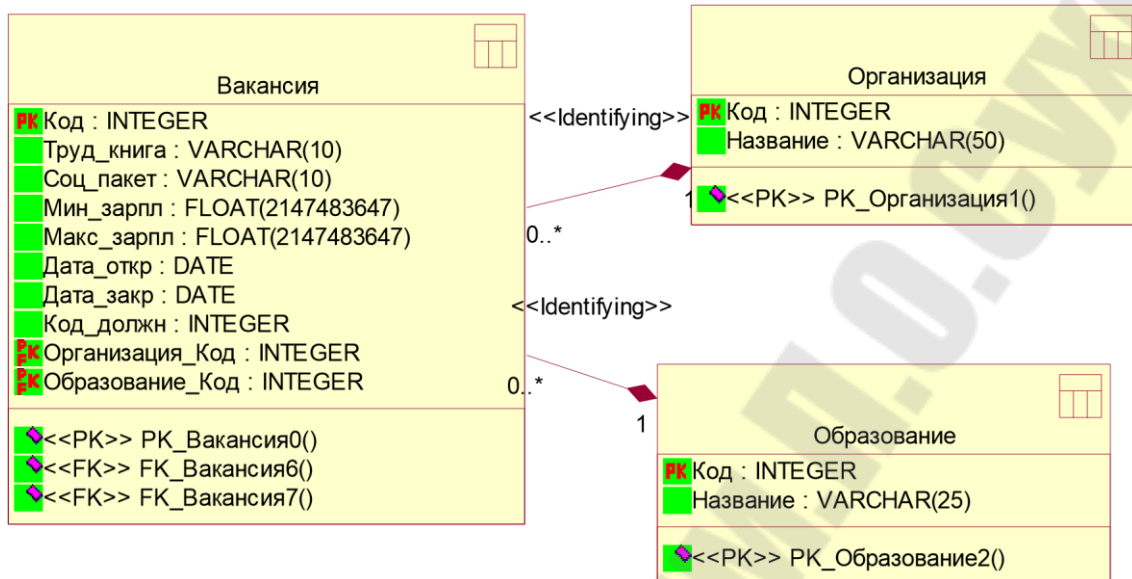 Вакансия
PK Код : INTEGER
Труд_книга : VARCHAR(10)
Соц_пакет : VARCHAR(10)
Мин_зарпл : FLOAT(2147483647)
Макс_зарпл : FLOAT(2147483647)
Дата_откр : DATE
Дата_закр : DATE
Код_должн : INTEGER
PFK Организация_Код : INTEGER
PFK Образование_Код : INTEGER
<<PK>> PK_Вакансия0()
<<FK>> FK_Вакансия6()
<<FK>> FK_Вакансия7()
<<Identifying>>
1
0..*
<<Identifying>>
0..*
1
Организация
PK Код : INTEGER
Название : VARCHAR(50)
<<PK>> PK_Организация1()
Образование
PK Код : INTEGER
Название : VARCHAR(25)
<<PK>> PK_Образование2()